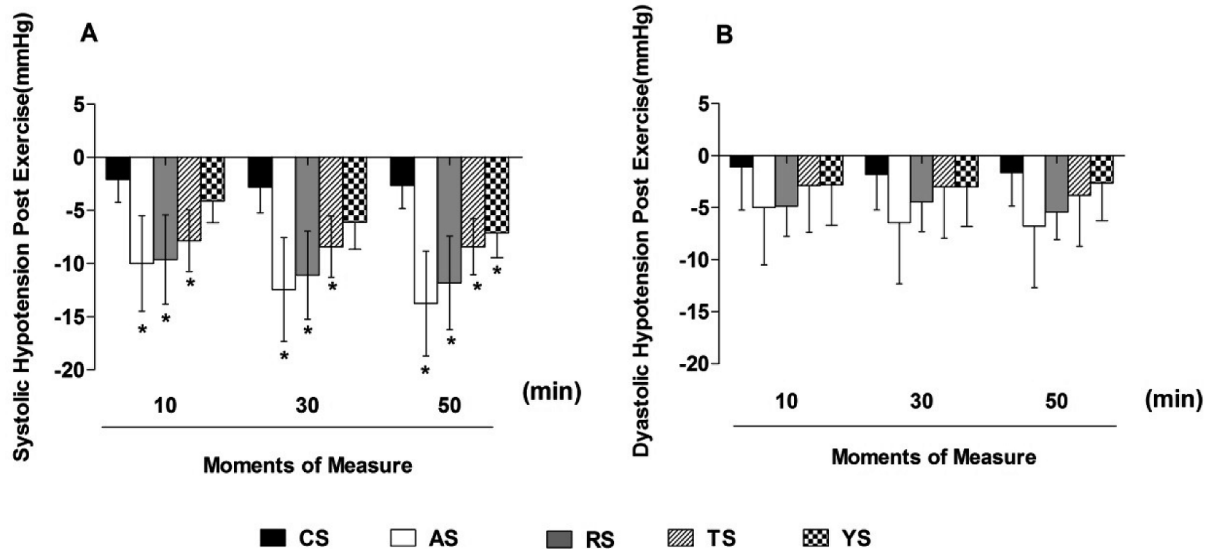 A
Systolic Hypotension Post Exercise(mmHg)
5
0
-5
-10
-15
-20
* * *
* * *
* * * *
10 30 50 (min)
Moments of Measure
B
Dyastolic Hypotension Post Exercise(mmHg)
5
0
-5
-10
-15
-20
10 30 50 (min)
Moments of Measure
CS AS RS TS YS